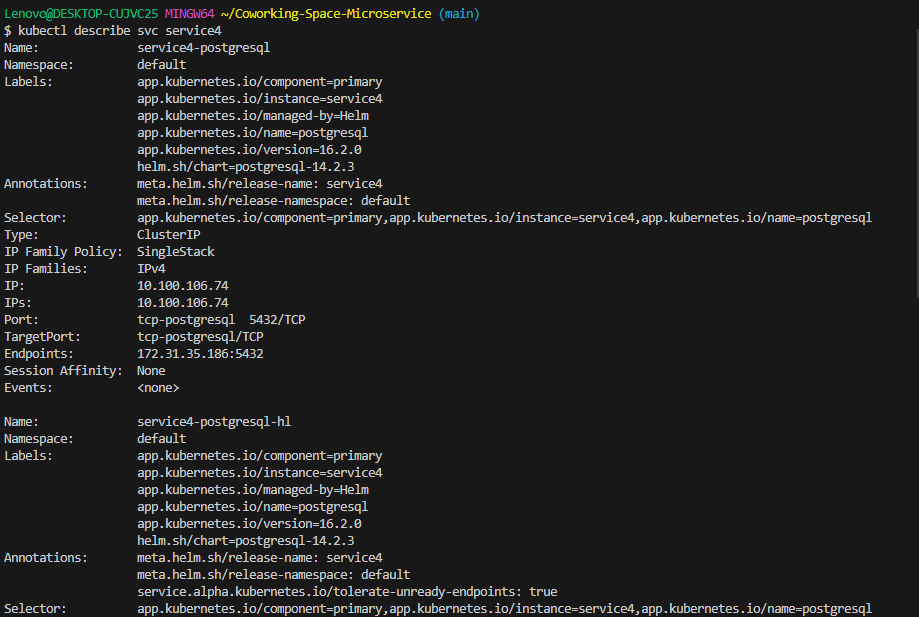 Lenovo@DESKTOP-CUJVC25 MINGW64 ~/Coworking-Space-Microservice (main)
$ kubectl describe svc service4
Name:              service4-postgresql
Namespace:         default
Labels:            app.kubernetes.io/component=primary
                   app.kubernetes.io/instance=service4
                   app.kubernetes.io/managed-by=Helm
                   app.kubernetes.io/name=postgresql
                   app.kubernetes.io/version=16.2.0
                   helm.sh/chart=postgresql-14.2.3
Annotations:       meta.helm.sh/release-name: service4
                   meta.helm.sh/release-namespace: default
Selector:          app.kubernetes.io/component=primary,app.kubernetes.io/instance=service4,app.kubernetes.io/name=postgresql
Type:              ClusterIP
IP Family Policy:  SingleStack
IP Families:       IPv4
IP:                10.100.106.74
IPs:               10.100.106.74
Port:              tcp-postgresql  5432/TCP
TargetPort:        tcp-postgresql/TCP
Endpoints:         172.31.35.186:5432
Session Affinity:  None
Events:            <none>

Name:              service4-postgresql-hl
Namespace:         default
Labels:            app.kubernetes.io/component=primary
                   app.kubernetes.io/instance=service4
                   app.kubernetes.io/managed-by=Helm
                   app.kubernetes.io/name=postgresql
                   app.kubernetes.io/version=16.2.0
                   helm.sh/chart=postgresql-14.2.3
Annotations:       meta.helm.sh/release-name: service4
                   meta.helm.sh/release-namespace: default
                   service.alpha.kubernetes.io/tolerate-unready-endpoints: true
Selector:          app.kubernetes.io/component=primary,app.kubernetes.io/instance=service4,app.kubernetes.io/name=postgresql